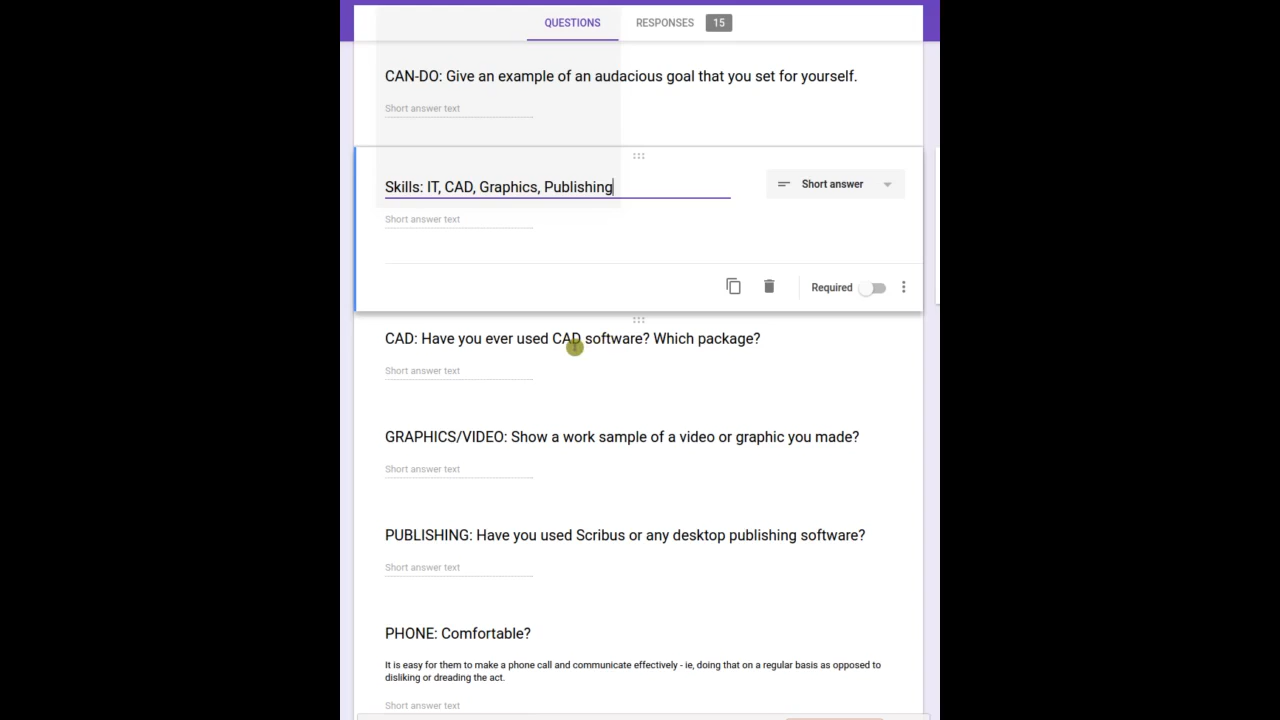 QUESTIONS RESPONSES 15
CAN-DO: Give an example of an audacious goal that you set for yourself.
Short answer text
Skills: IT, CAD, Graphics, Publishing
Short answer
Short answer text
Required
CAD: Have you ever used CAD software? Which package?
Short answer text
GRAPHICS/VIDEO: Show a work sample of a video or graphic you made?
Short answer text
PUBLISHING: Have you used Scribus or any desktop publishing software?
Short answer text
PHONE: Comfortable?
It is easy for them to make a phone call and communicate effectively - ie, doing that on a regular basis as opposed to
disliking or dreading the act.
Short answer text